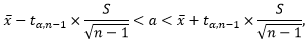 x̄ − t_{α,n−1} × S/√(n − 1) < a < x̄ + t_{α,n−1} × S/√(n − 1),